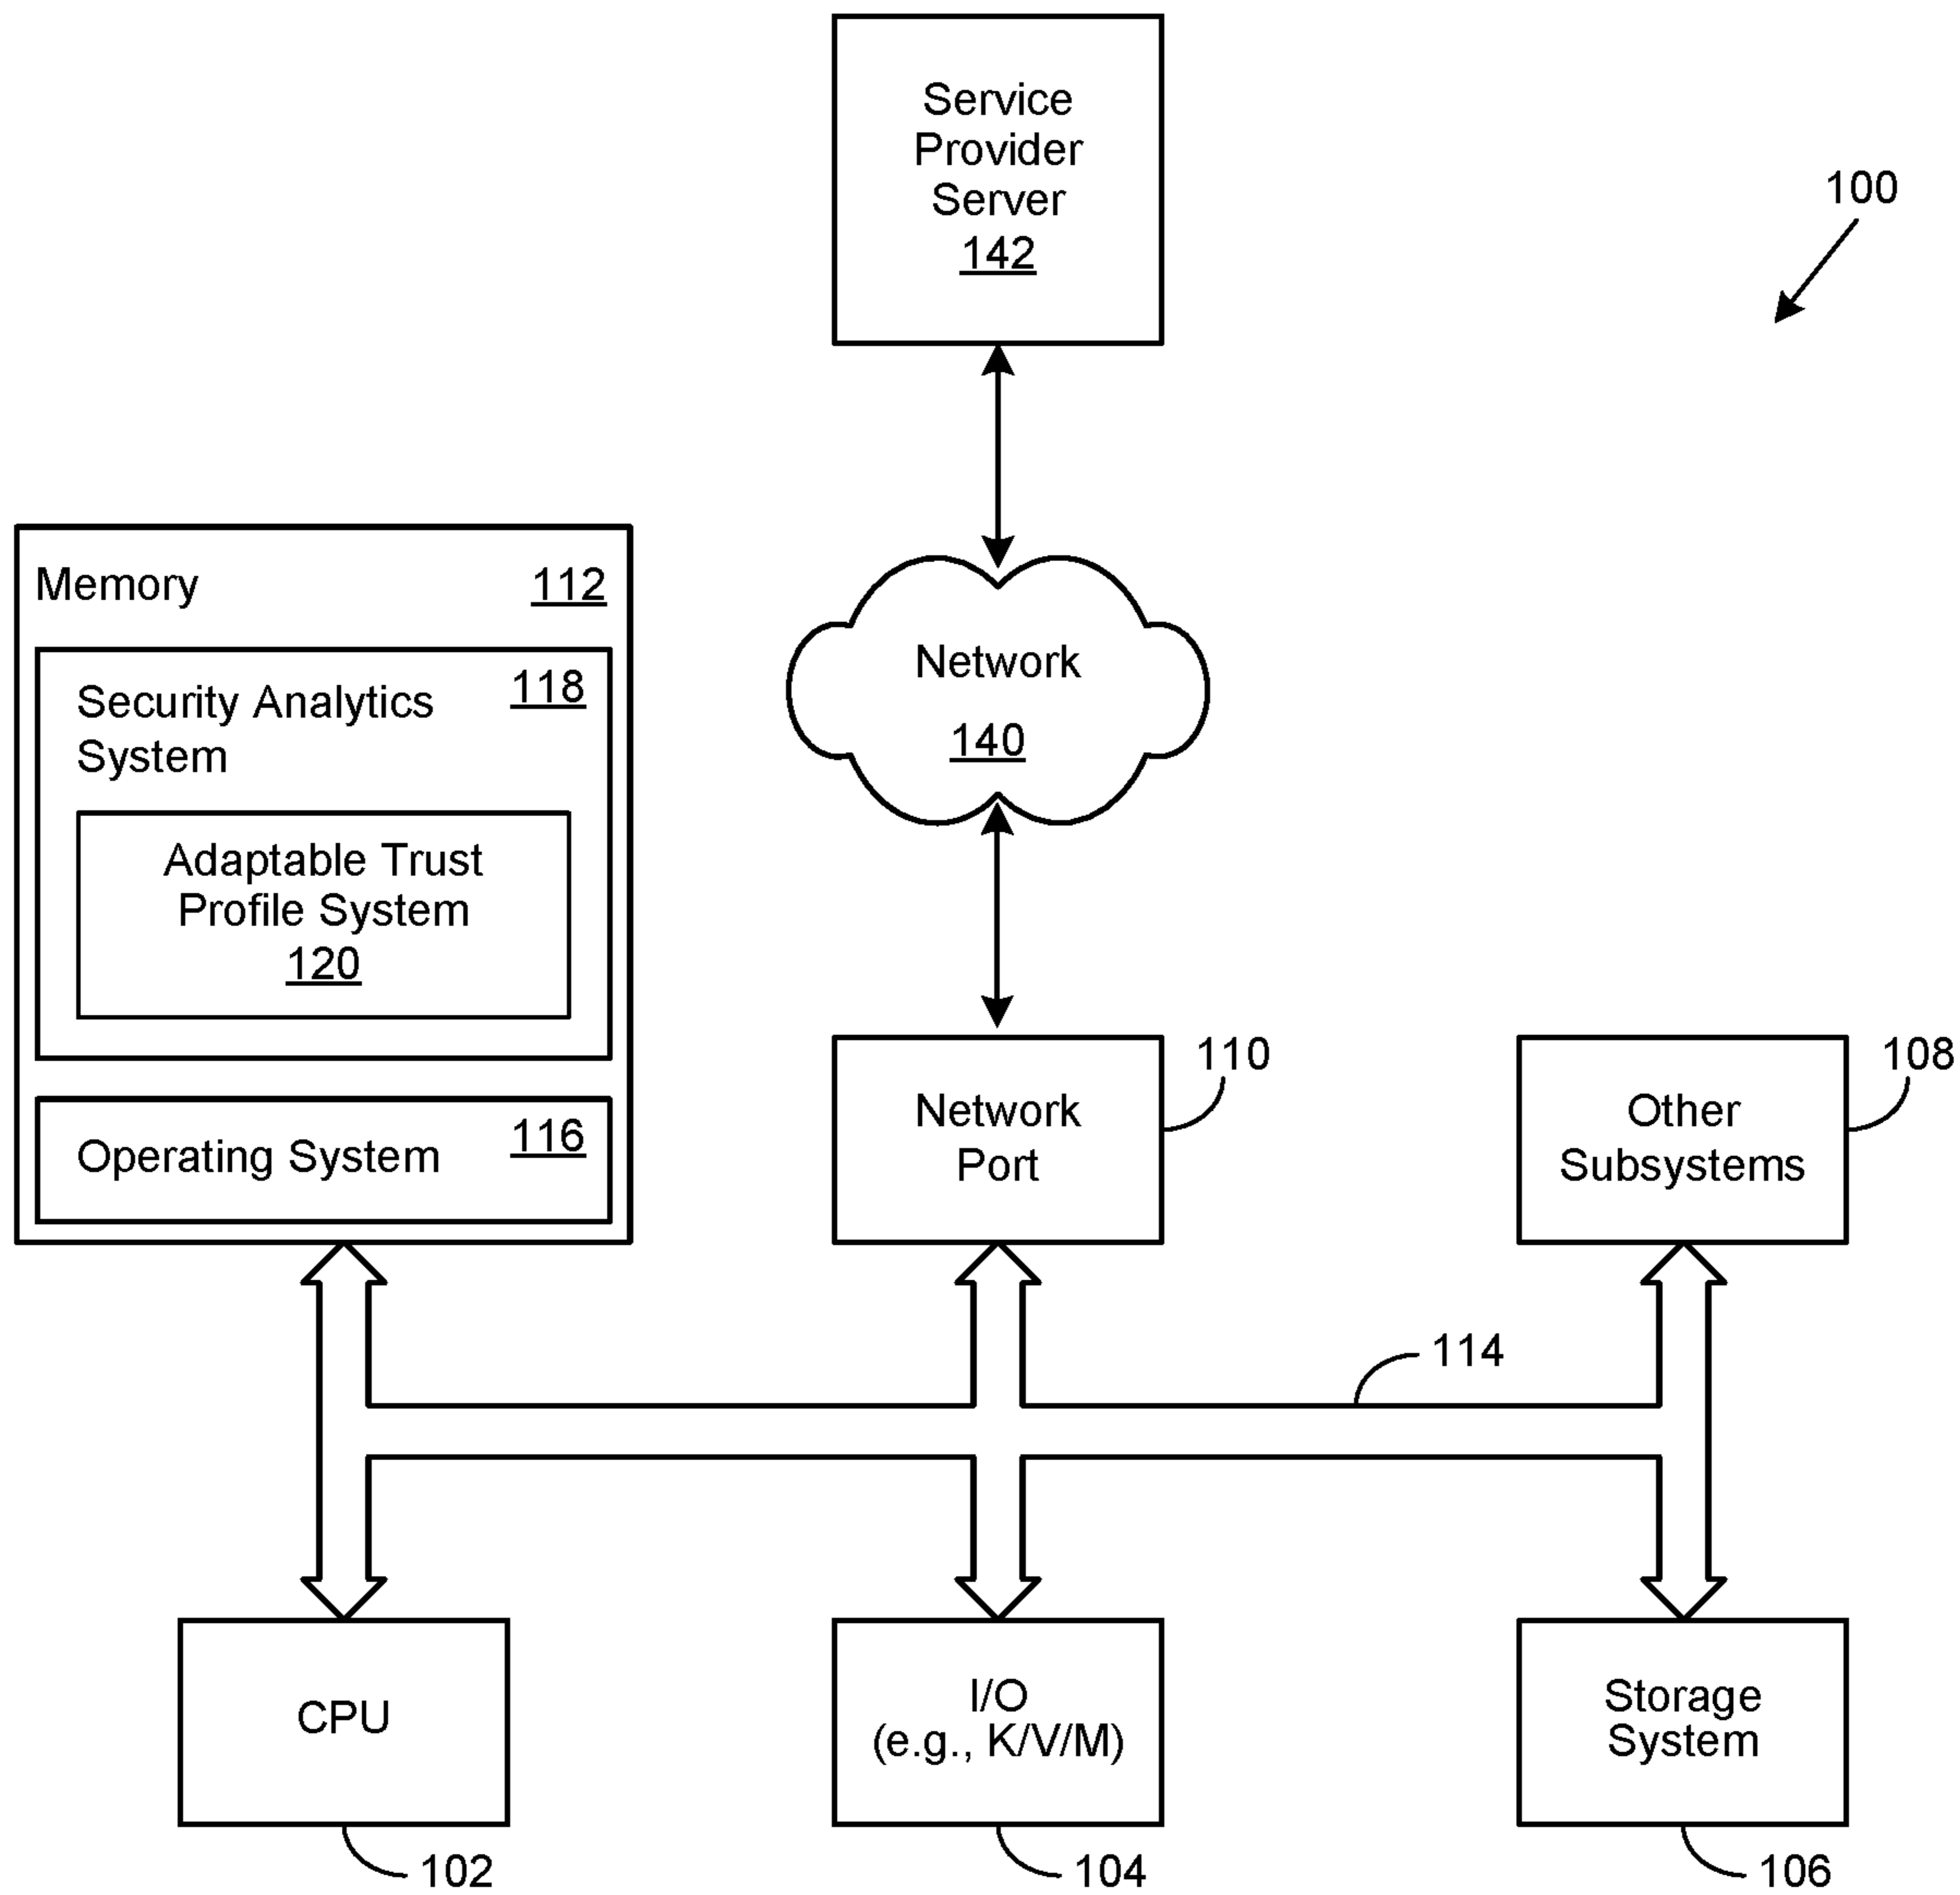 Service
Provider
Server
142
100
Memory 112
Security Analytics 118
System
Adaptable Trust
Profile System
120
Operating System 116
Network
140
Network
Port
110
Other
Subsystems
108
114
CPU
102
I/O
(e.g., K/V/M)
104
Storage
System
106